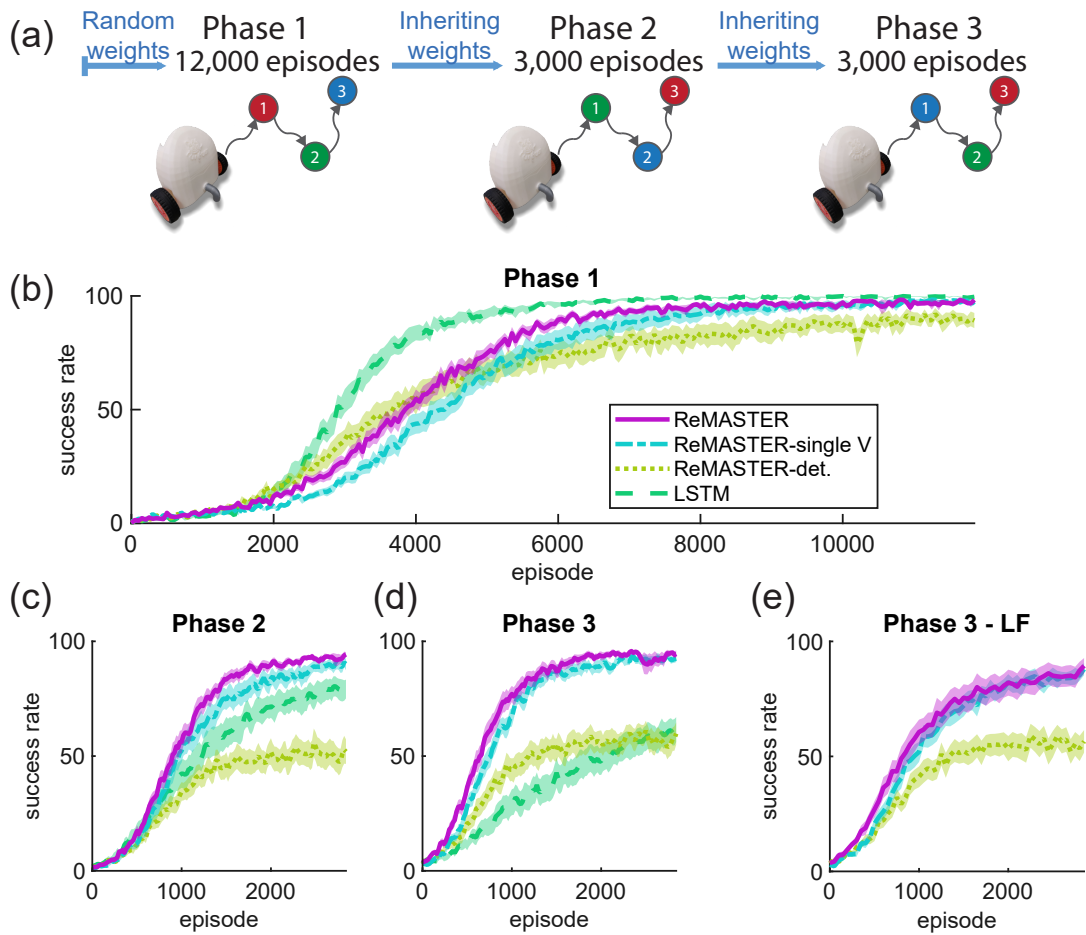 (a)
Random
weights
Phase 1
12,000 episodes
Inheriting
weights
Phase 2
3,000 episodes
Inheriting
weights
Phase 3
3,000 episodes
1
2
3
1
2
3
1
2
3
(b)
Phase 1
100
50
0
success rate
0
2000
4000
6000
8000
10000
episode
ReMASTER
ReMASTER-single V
ReMASTER-det.
LSTM
(c)
Phase 2
100
50
0
success rate
0
1000
2000
episode
(d)
Phase 3
100
50
0
0
1000
2000
episode
(e)
Phase 3 - LF
100
50
0
success rate
0
1000
2000
episode